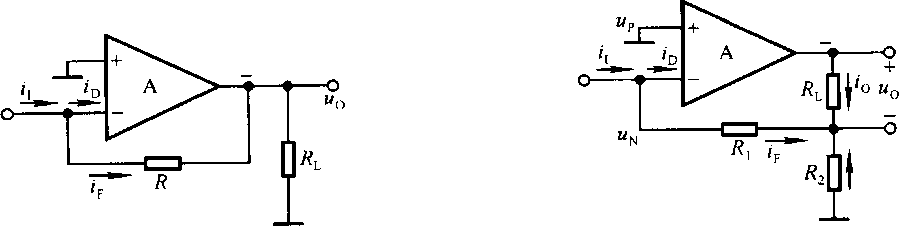 +
A
−
i_I
i_D
−
u_O
i_F
R
R_L
u_P
+
A
−
i_I
i_D
−
+
R_L
i_O
u_O
−
u_N
R_1
i_F
R_2